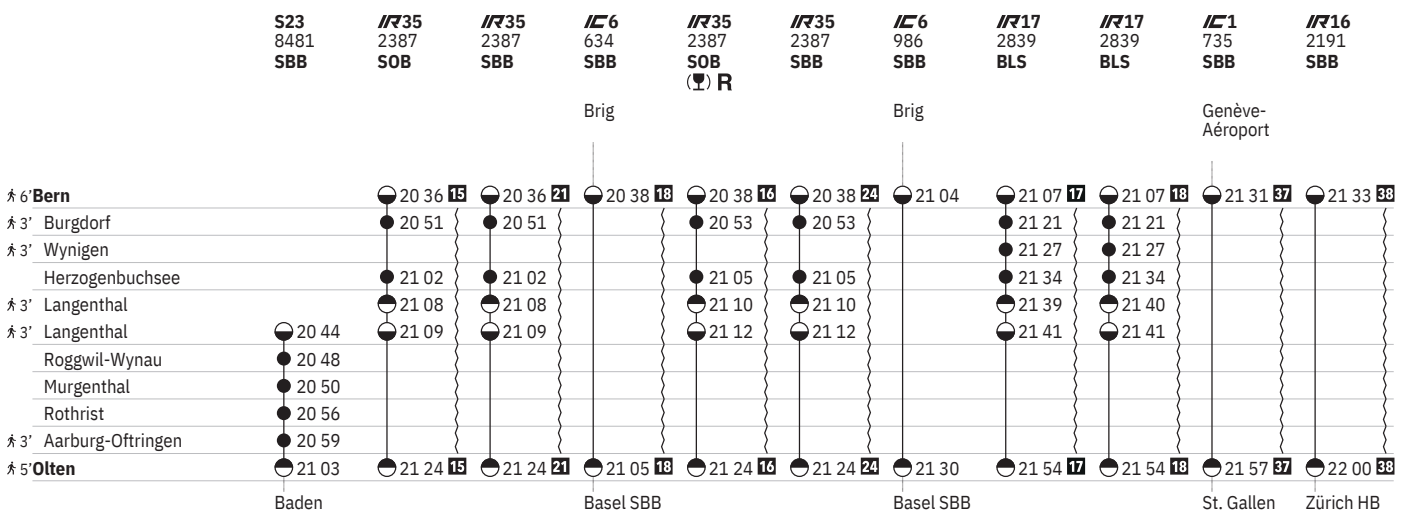 S23 IR35 IR35 IC6 IR35 IR35 IC6 IR17 IR17 IC1 IR16
8481 2387 2387 634 2387 2387 986 2839 2839 735 2191
SBB SOB SBB SBB SOB SBB SBB BLS BLS SBB SBB
R
Brig Brig Genève-
Aéroport
6' Bern 20 36 15 20 36 21 20 38 18 20 38 16 20 38 24 21 04 21 07 17 21 07 18 21 31 37 21 33 38
3' Burgdorf 20 51 20 51 20 53 20 53 21 21 21 21
3' Wynigen 21 27 21 27
Herzogenbuchsee 21 02 21 02 21 05 21 05 21 34 21 34
3' Langenthal 21 08 21 08 21 10 21 10 21 39 21 40
3' Langenthal 20 44 21 09 21 09 21 12 21 12 21 41 21 41
Roggwil-Wynau 20 48
Murgenthal 20 50
Rothrist 20 56
3' Aarburg-Oftringen 20 59
5' Olten 21 03 21 24 15 21 24 21 21 05 18 21 24 16 21 24 24 21 30 21 54 17 21 54 18 21 57 37 22 00 38
Baden Basel SBB Basel SBB St. Gallen Zürich HB